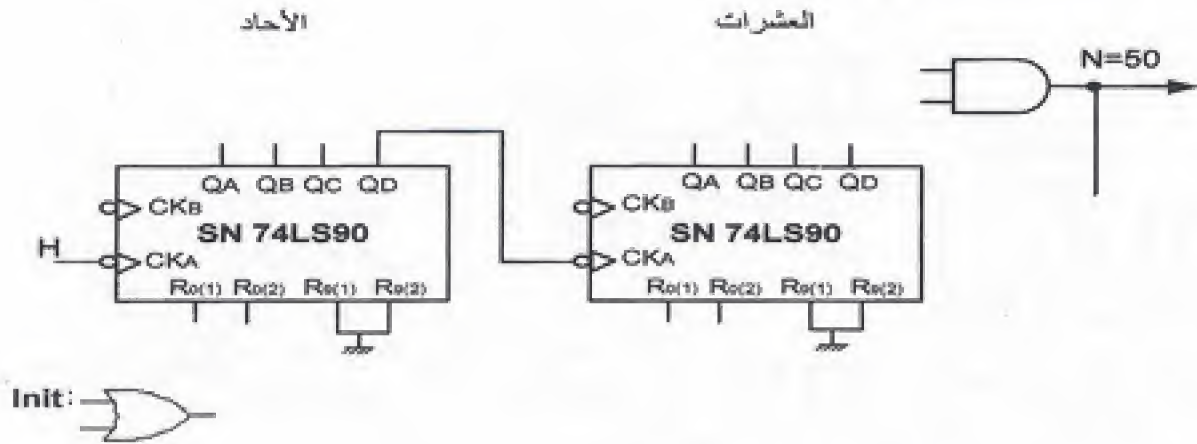 الأحاد
العشرات
N=50
QA QB QC QD
QA QB QC QD
CKB
CKB
SN 74LS90
SN 74LS90
H
CKA
CKA
R0(1) R0(2) R9(1) R9(2)
R0(1) R0(2) R9(1) R9(2)
Init: